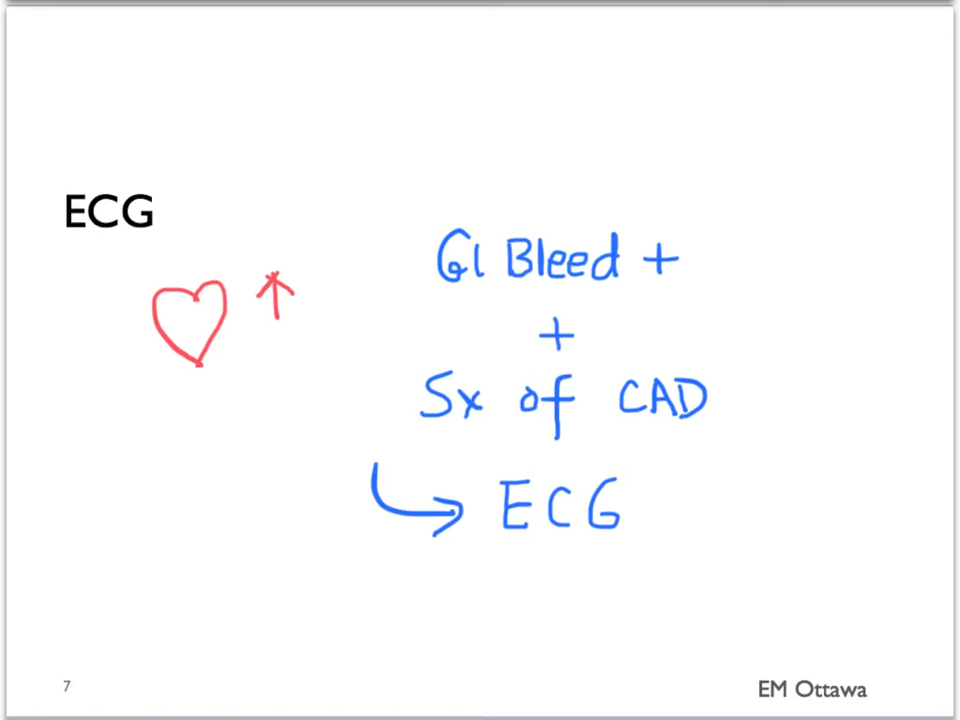 ECG
↑
GI Bleed +
+
Sx of CAD
↳ ECG
7
EM Ottawa